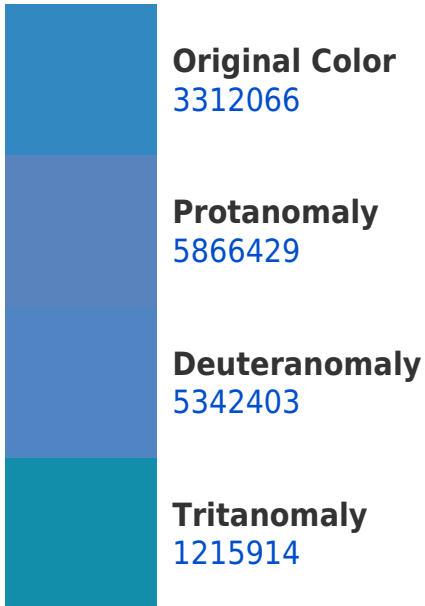 Original Color
3312066
Protanomaly
5866429
Deuteranomaly
5342403
Tritanomaly
1215914